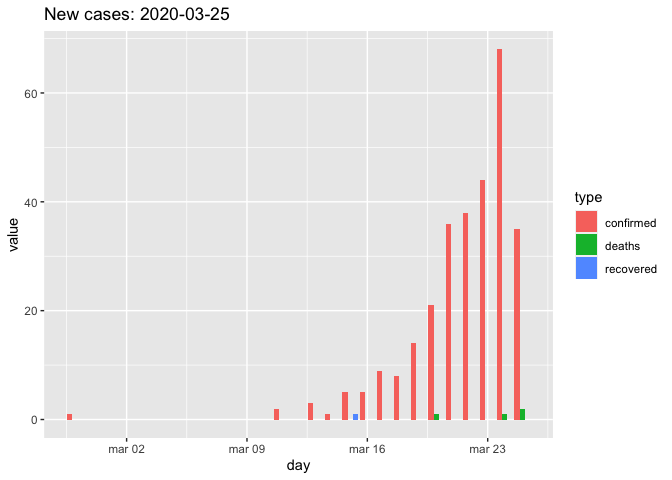 New cases: 2020-03-25
60
40
20
0
value
mar 02
mar 09
mar 16
mar 23
day
type
confirmed
deaths
recovered